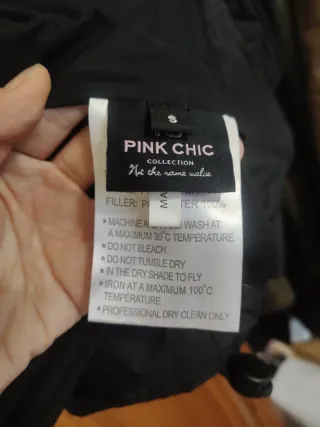 S
PINK CHIC
COLLECTION
the name value
MA
FILLER: P TER 100%
* MACHINE WASH AT
A MAXIMUM 30°C TEMPERATURE
* DO NOT BLEACH
* DO NOT TUMBLE DRY
* IN THE DRY SHADE TO FLY
* IRON AT A MAXIMUM 100°C
TEMPERATURE
* PROFESSIONAL DRY CLEAN ONLY